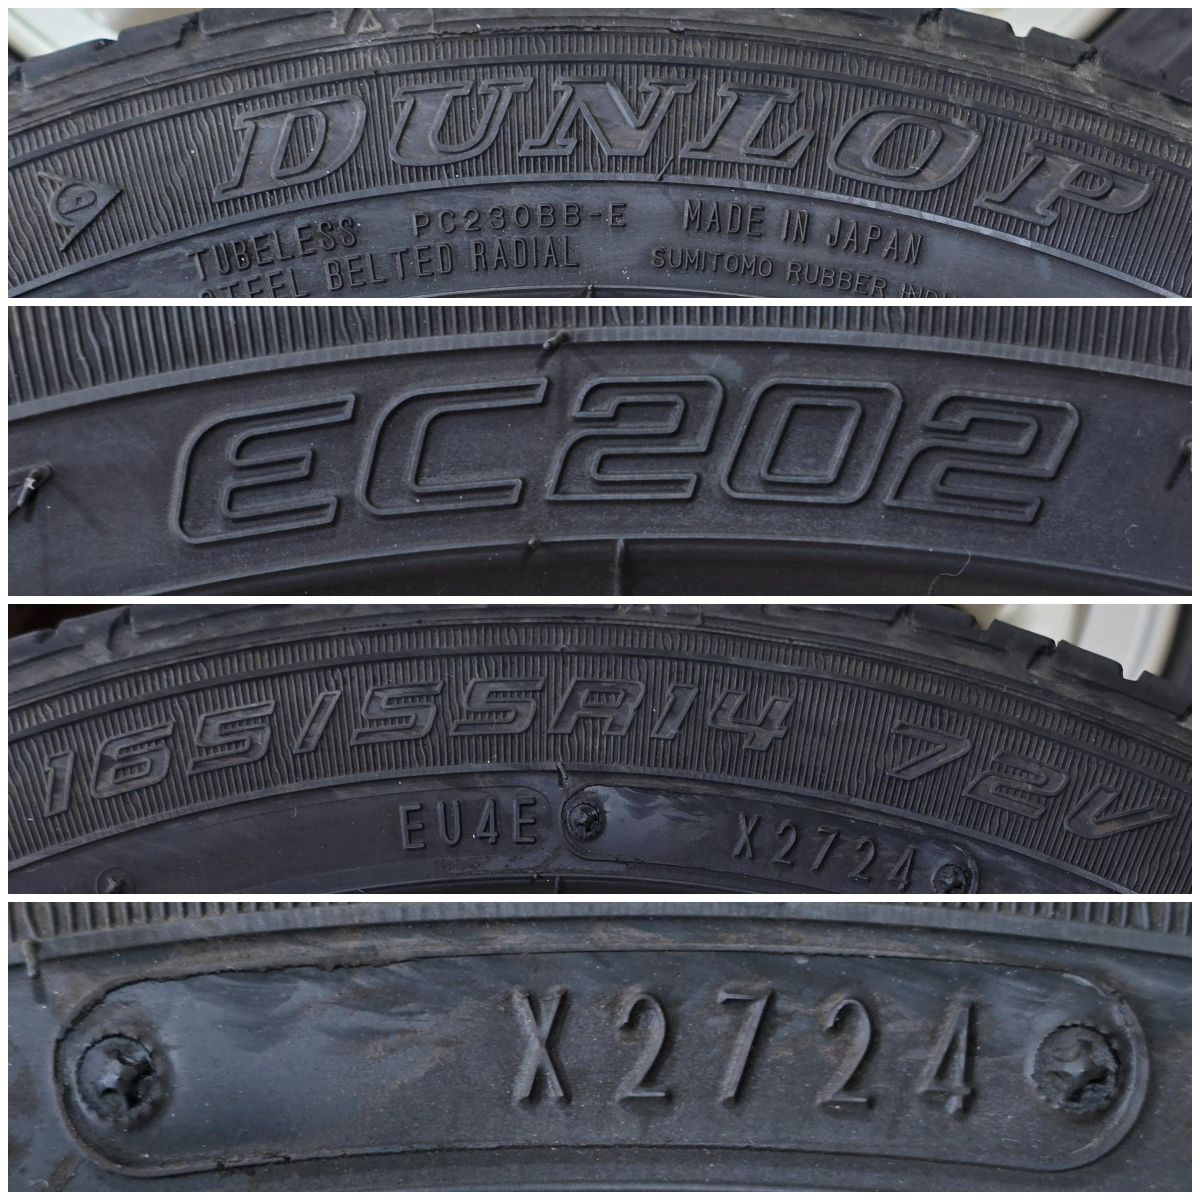 DUNLOP
TUBELESS PC230BB-E MADE IN JAPAN
STEEL BELTED RADIAL SUMITOMO RUBBER
EC202
165/55R14 72V
EU4E X2724
X2724